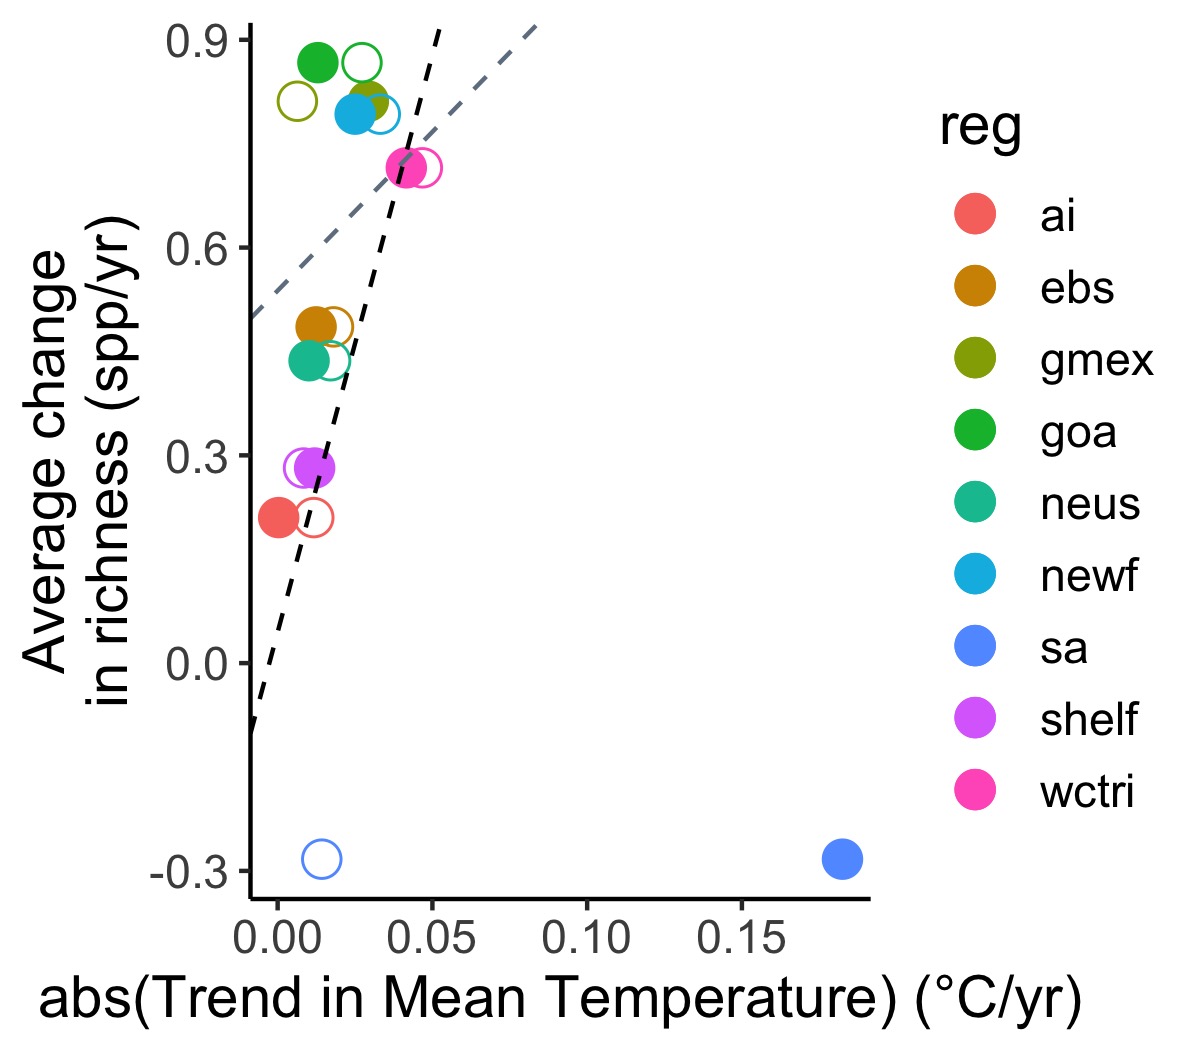 Average change
in richness (spp/yr)
0.9
0.6
0.3
0.0
-0.3
0.00 0.05 0.10 0.15
abs(Trend in Mean Temperature) (°C/yr)
reg
ai
ebs
gmex
goa
neus
newf
sa
shelf
wctri